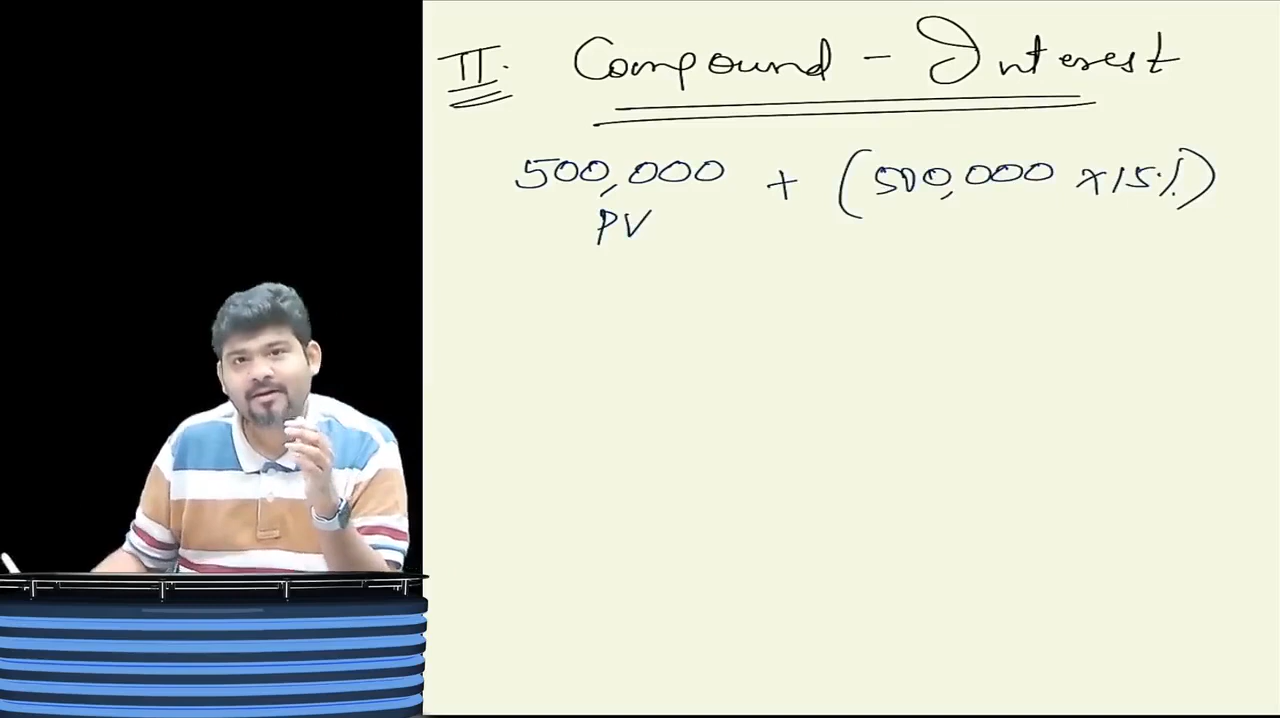 II. Compound - Interest
500,000 + (500,000 x 15%)
PV